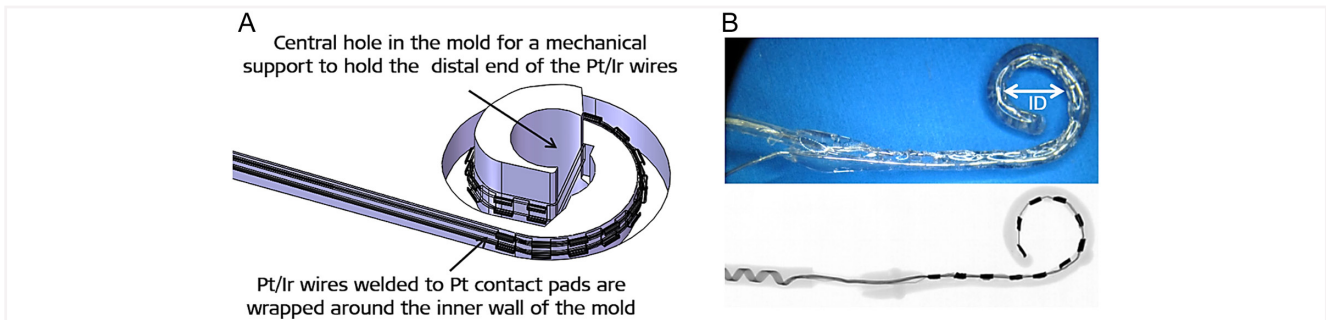 A
Central hole in the mold for a mechanical
support to hold the distal end of the Pt/Ir wires
Pt/Ir wires welded to Pt contact pads are
wrapped around the inner wall of the mold
B
ID